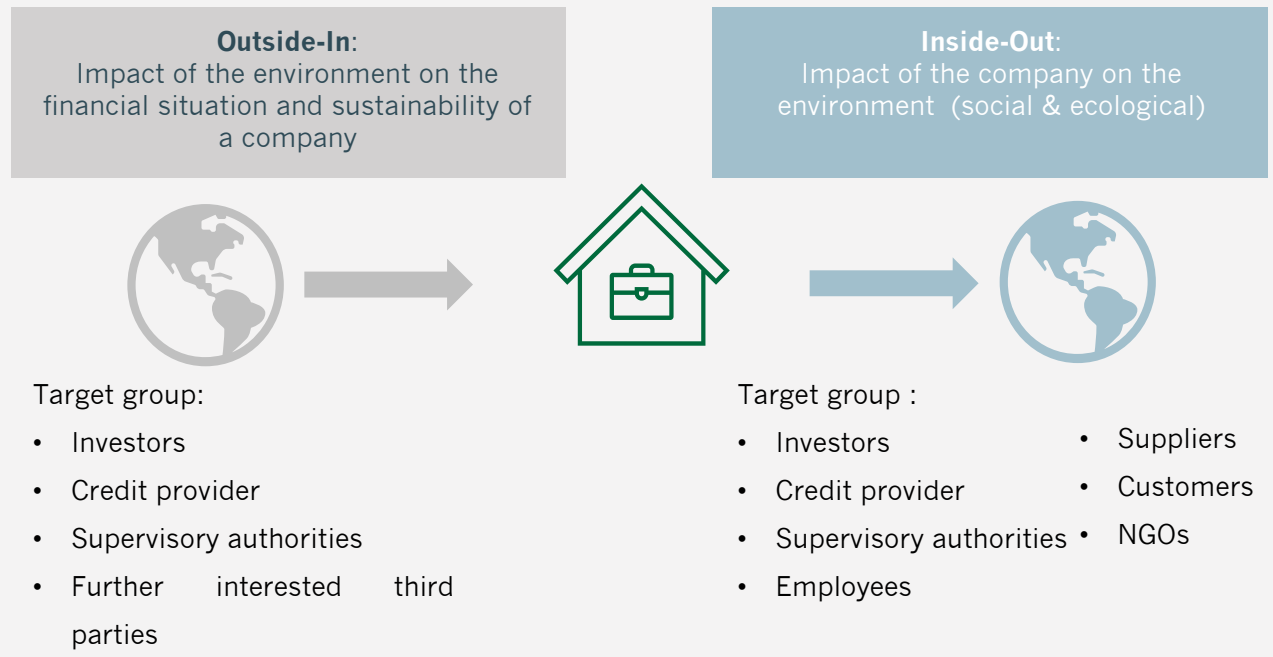 Outside-In:
Impact of the environment on the
financial situation and sustainability of
a company
Inside-Out:
Impact of the company on the
environment (social & ecological)
Target group:
• Investors
• Credit provider
• Supervisory authorities
• Further interested third
parties
Target group :
• Investors
• Credit provider
• Supervisory authorities
• Employees
• Suppliers
• Customers
• NGOs